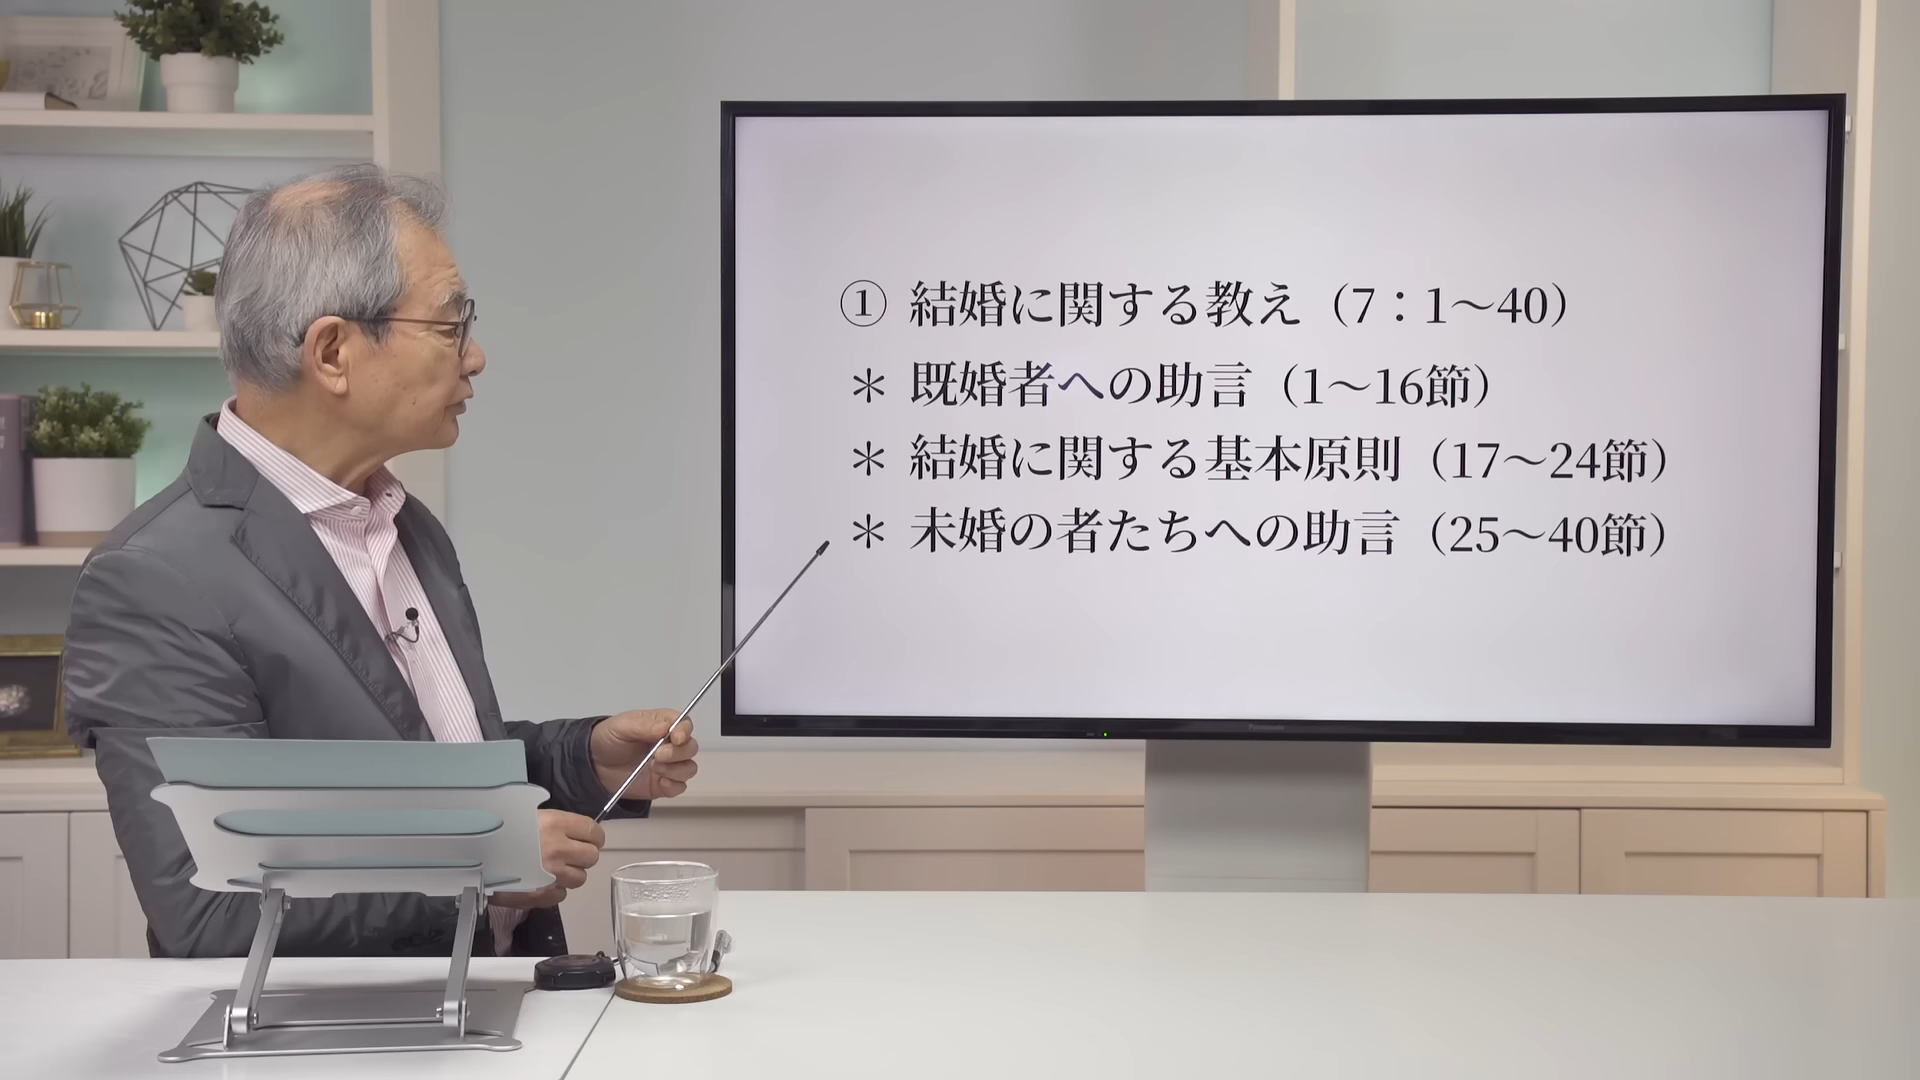 ① 結婚に関する教え（7：1～40）
＊ 既婚者への助言（1～16節）
＊ 結婚に関する基本原則（17～24節）
＊ 未婚の者たちへの助言（25～40節）
Panasonic